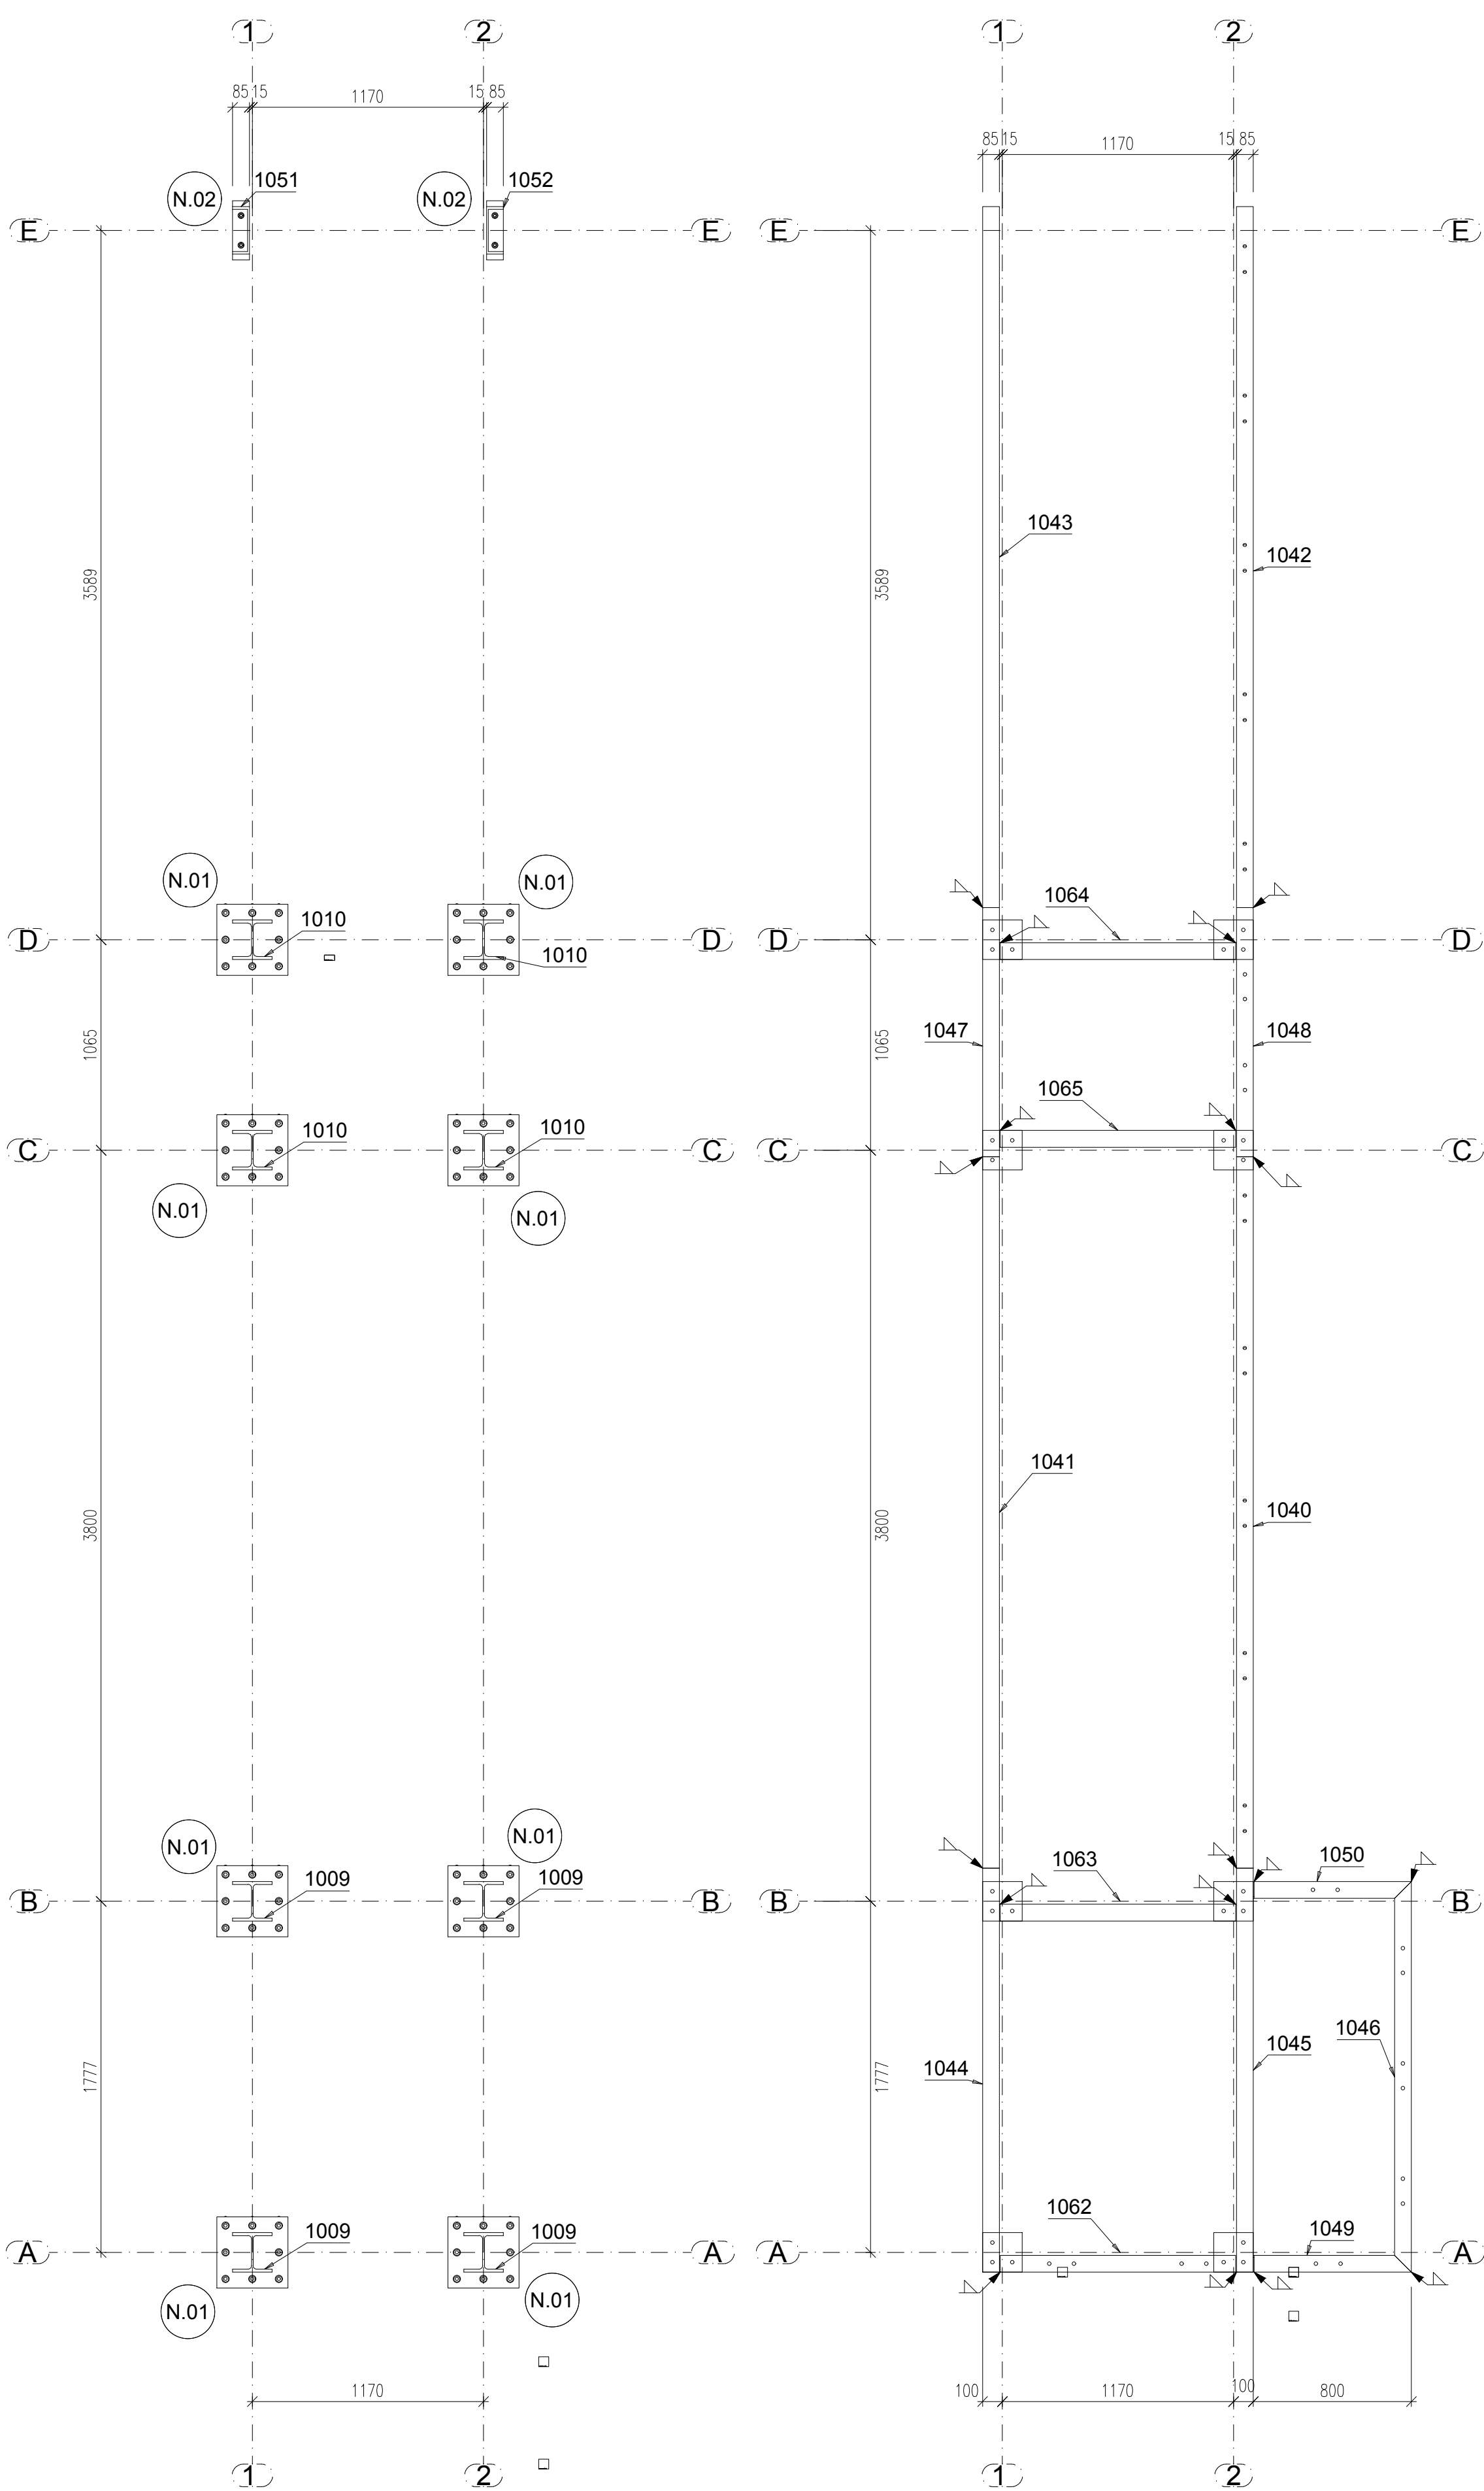 1 2 1 2
85 15 1170 15 85
85 15 1170 15 85
N.02 1051 N.02 1052
E E E E
1043
1042
3589 3589
N.01 N.01
1010 1064
D D D D
1010
1047 1048
1065 1065
1065
1010 1010
C C C C
N.01 N.01
1041
1040
3800 3800
N.01 N.01
1009 1009 1063 1050
B B B B
1046
1045
1044
1777 1777
1062
1009 1009 1049
A A A A
N.01 N.01
1170 100 1170 100 800
1 2 1 2